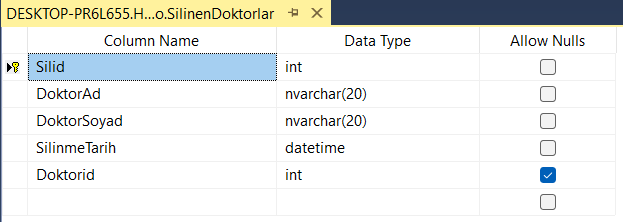 DESKTOP-PR6L655.H...o.SilinenDoktorlar
Column Name Data Type Allow Nulls
Silid int
DoktorAd nvarchar(20)
DoktorSoyad nvarchar(20)
SilinmeTarih datetime
Doktorid int